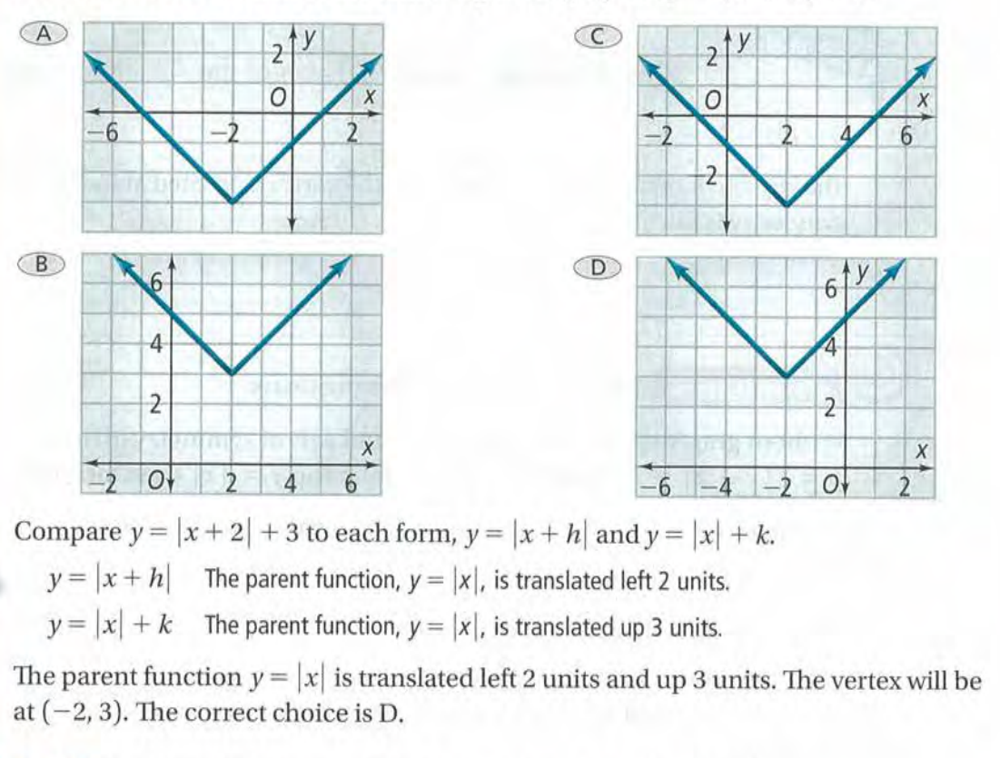 A
y
2
O
x
-6
-2
2
C
y
2
O
x
-2
2
4
6
-2
B
6
4
2
x
-2
O
2
4
6
D
y
6
4
2
x
-6
-4
-2
O
2
Compare y = |x + 2| + 3 to each form, y = |x + h| and y = |x| + k.
y = |x + h| The parent function, y = |x|, is translated left 2 units.
y = |x| + k The parent function, y = |x|, is translated up 3 units.
The parent function y = |x| is translated left 2 units and up 3 units. The vertex will be
at (−2, 3). The correct choice is D.